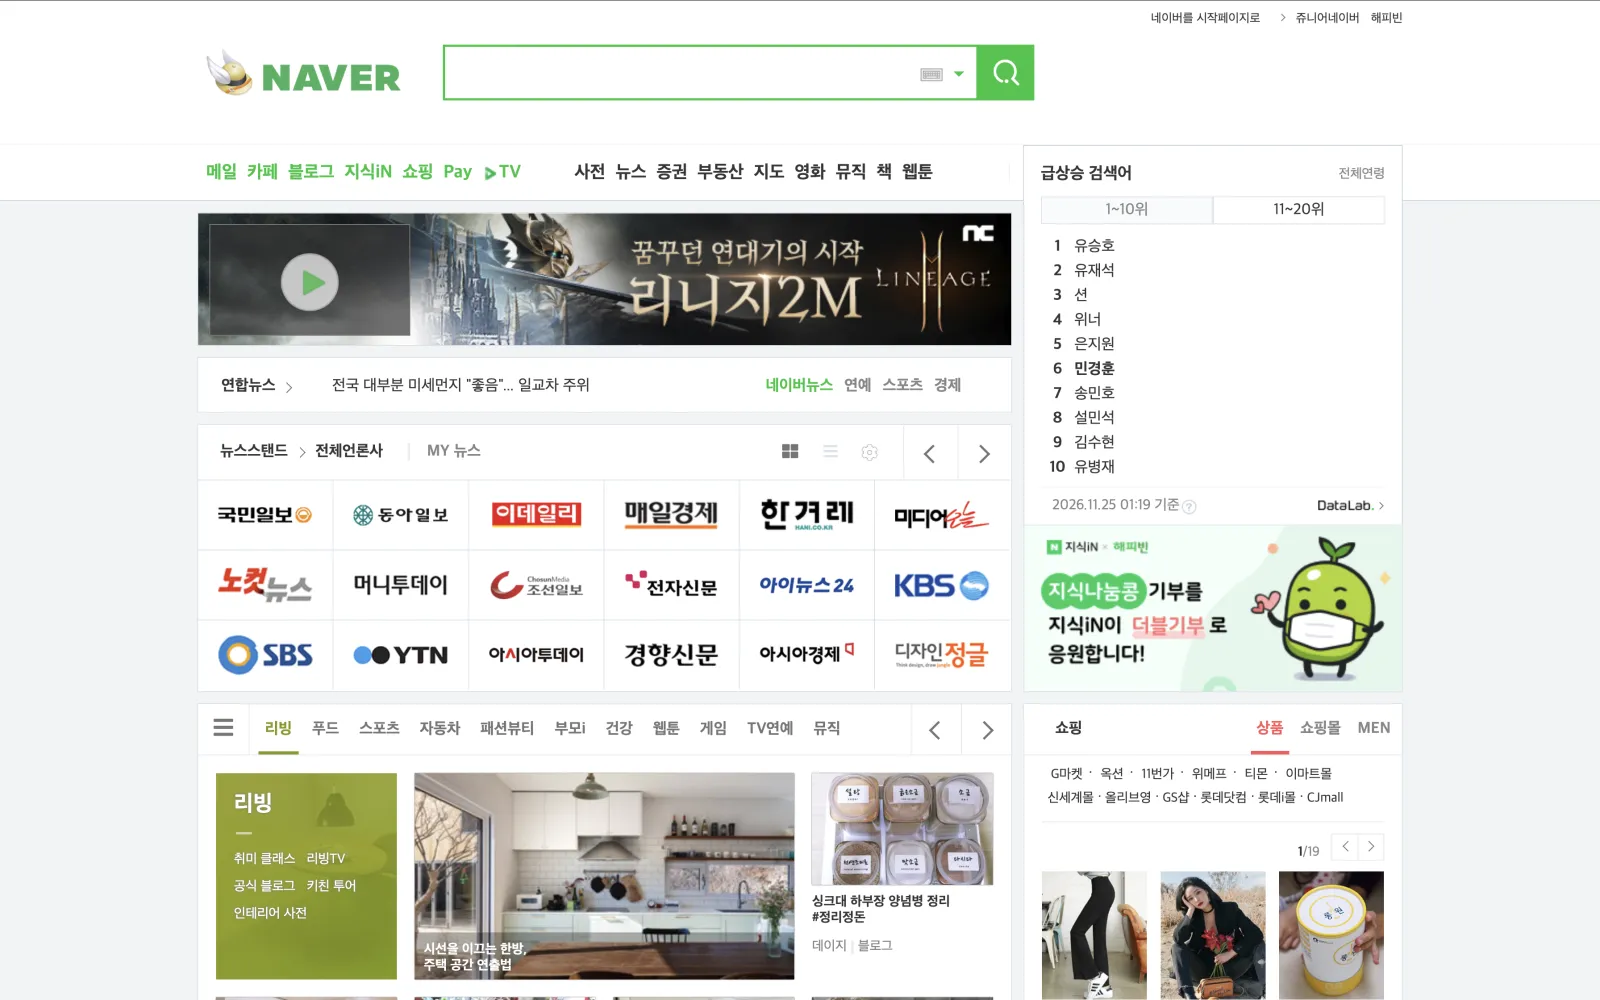 네이버를 시작페이지로 > 쥬니어네이버 해피빈
NAVER
메일 카페 블로그 지식iN 쇼핑 Pay TV
사전 뉴스 증권 부동산 지도 영화 뮤직 책 웹툰
급상승 검색어 전체연령
1~10위 11~20위
1 유승호
2 유재석
3 션
4 위너
5 은지원
6 민경훈
7 송민호
8 설민석
9 김수현
10 유병재
2026.11.25 01:19 기준 ?
DataLab. >
nc
꿈꾸던 연대기의 시작
리니지2M
LINEAGE
연합뉴스 > 전국 대부분 미세먼지 "좋음"... 일교차 주위
네이버뉴스 연예 스포츠 경제
뉴스스탠드 > 전체언론사 MY 뉴스
국민일보 동아일보 이데일리 매일경제 한겨레 HANI.CO.KR 미디어오늘
노컷뉴스 머니투데이 ChosunMedia 조선일보 전자신문 아이뉴스24 KBS
SBS YTN 아시아투데이 경향신문 아시아경제 디자인정글
N 지식iN × 해피빈
지식나눔콩 기부를
지식iN이 더블기부 로
응원합니다!
리빙 푸드 스포츠 자동차 패션뷰티 부모i 건강 웹툰 게임 TV연예 뮤직
리빙
취미 클래스 리빙TV
공식 블로그 키친 투어
인테리어 사전
시선을 이끄는 한방,
주택 공간 연출법
설탕 굵은소금 소금
맛소금 다시다
싱크대 하부장 양념병 정리
#정리정돈
데이지 | 블로그
쇼핑 상품 쇼핑몰 MEN
G마켓 · 옥션 · 11번가 · 위메프 · 티몬 · 이마트몰
신세계몰 · 올리브영 · GS샵 · 롯데닷컴 · 롯데i몰 · CJmall
1/19